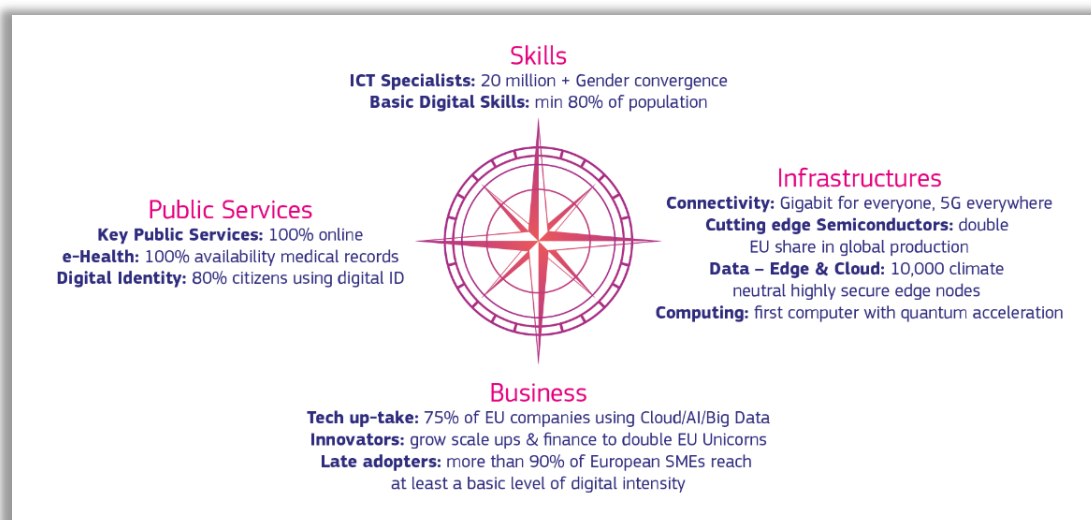 Skills
ICT Specialists: 20 million + Gender convergence
Basic Digital Skills: min 80% of population
Public Services
Key Public Services: 100% online
e-Health: 100% availability medical records
Digital Identity: 80% citizens using digital ID
Infrastructures
Connectivity: Gigabit for everyone, 5G everywhere
Cutting edge Semiconductors: double
EU share in global production
Data – Edge & Cloud: 10,000 climate
neutral highly secure edge nodes
Computing: first computer with quantum acceleration
Business
Tech up-take: 75% of EU companies using Cloud/AI/Big Data
Innovators: grow scale ups & finance to double EU Unicorns
Late adopters: more than 90% of European SMEs reach
at least a basic level of digital intensity